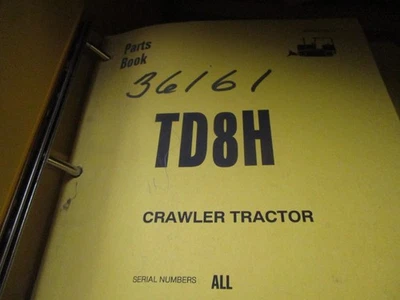 Parts
Book
36161
TD8H
CRAWLER TRACTOR
SERIAL NUMBERS ALL